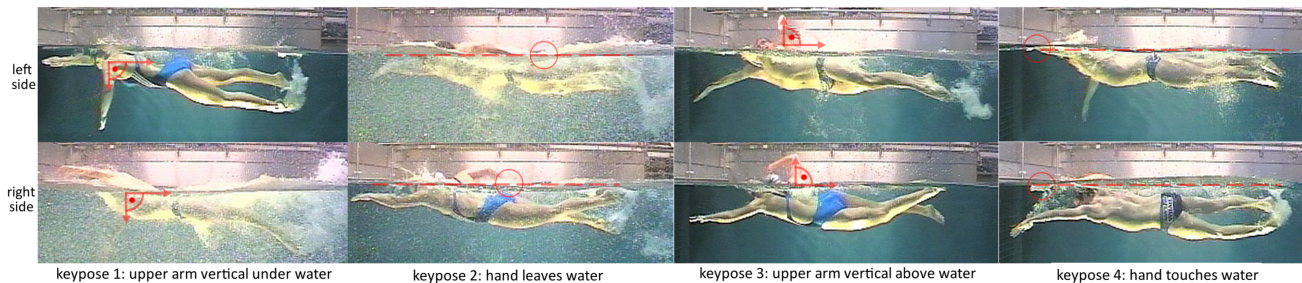 left
side
right
side
keypose 1: upper arm vertical under water
keypose 2: hand leaves water
keypose 3: upper arm vertical above water
keypose 4: hand touches water